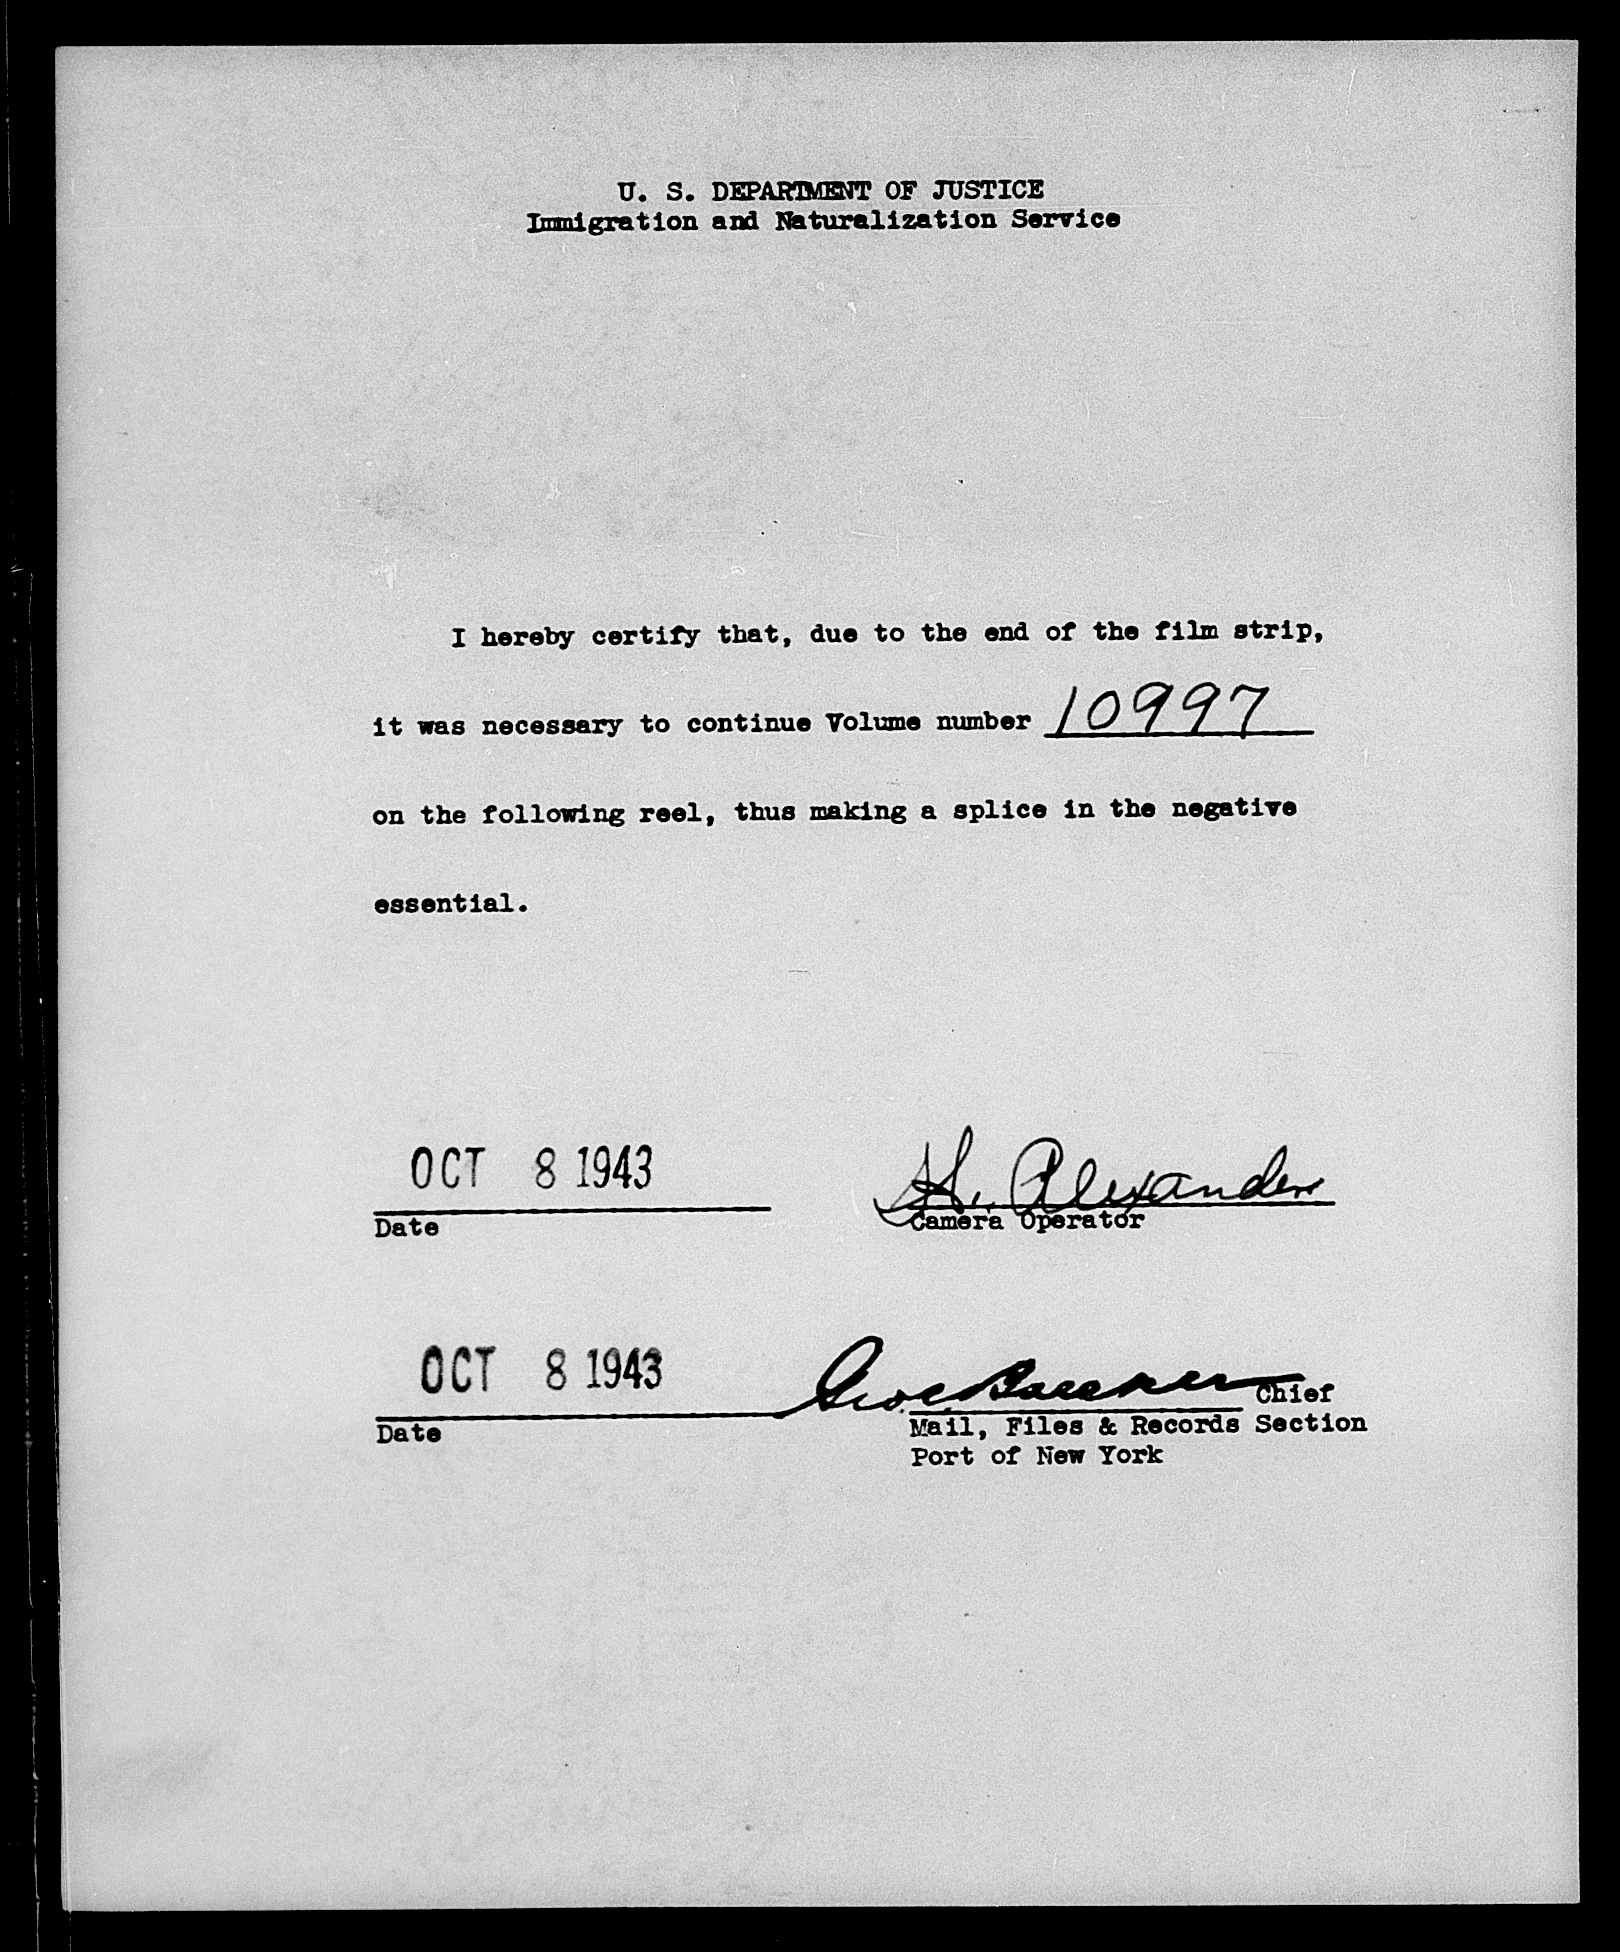 U. S. DEPARTMENT OF JUSTICE
Immigration and Naturalization Service
I hereby certify that, due to the end of the film strip,
it was necessary to continue Volume number 10997
on the following reel, thus making a splice in the negative
essential.
OCT 8 1943
H. Alexander
Date
Camera Operator
OCT 8 1943
Chief
Date
Mail, Files & Records Section
Port of New York